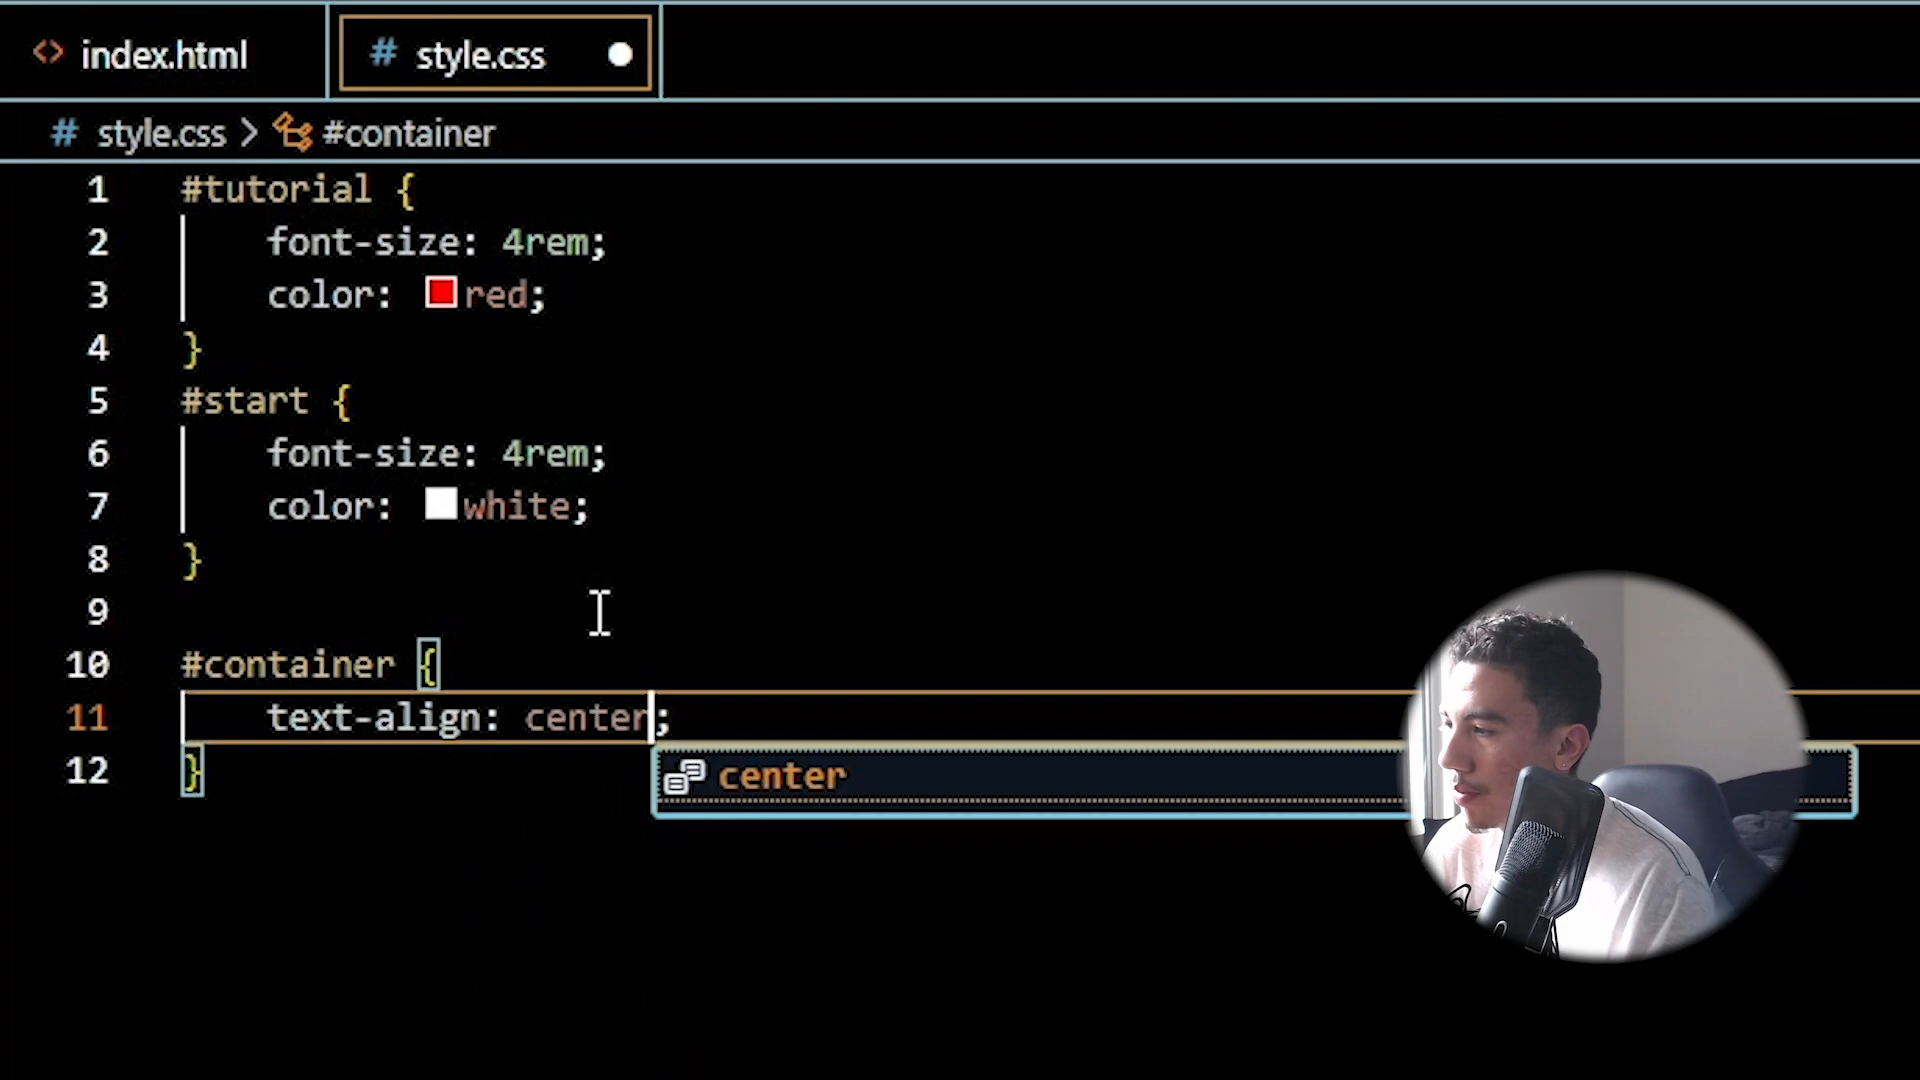 <> index.html # style.css
# style.css > #container
1 #tutorial {
2 font-size: 4rem;
3 color: red;
4 }
5 #start {
6 font-size: 4rem;
7 color: white;
8 }
9
10 #container {
11 text-align: center;
12 }
center